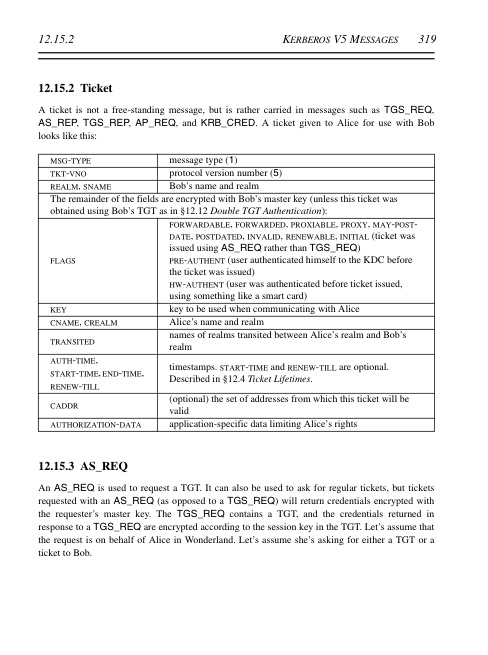 12.15.2 KERBEROS V5 MESSAGES 319
12.15.2 Ticket
A ticket is not a free-standing message, but is rather carried in messages such as TGS_REQ,
AS_REP, TGS_REP, AP_REQ, and KRB_CRED. A ticket given to Alice for use with Bob
looks like this:
MSG-TYPE message type (1)
TKT-VNO protocol version number (5)
REALM, SNAME Bob's name and realm
The remainder of the fields are encrypted with Bob's master key (unless this ticket was
obtained using Bob's TGT as in §12.12 Double TGT Authentication):
FLAGS
FORWARDABLE, FORWARDED, PROXIABLE, PROXY, MAY-POST-
DATE, POSTDATED, INVALID, RENEWABLE, INITIAL (ticket was
issued using AS_REQ rather than TGS_REQ)
PRE-AUTHENT (user authenticated himself to the KDC before
the ticket was issued)
HW-AUTHENT (user was authenticated before ticket issued,
using something like a smart card)
KEY key to be used when communicating with Alice
CNAME, CREALM Alice's name and realm
TRANSITED
names of realms transited between Alice's realm and Bob's
realm
AUTH-TIME,
START-TIME, END-TIME,
RENEW-TILL
timestamps. START-TIME and RENEW-TILL are optional.
Described in §12.4 Ticket Lifetimes.
CADDR
(optional) the set of addresses from which this ticket will be
valid
AUTHORIZATION-DATA application-specific data limiting Alice's rights
12.15.3 AS_REQ
An AS_REQ is used to request a TGT. It can also be used to ask for regular tickets, but tickets
requested with an AS_REQ (as opposed to a TGS_REQ) will return credentials encrypted with
the requester's master key. The TGS_REQ contains a TGT, and the credentials returned in
response to a TGS_REQ are encrypted according to the session key in the TGT. Let's assume that
the request is on behalf of Alice in Wonderland. Let's assume she's asking for either a TGT or a
ticket to Bob.